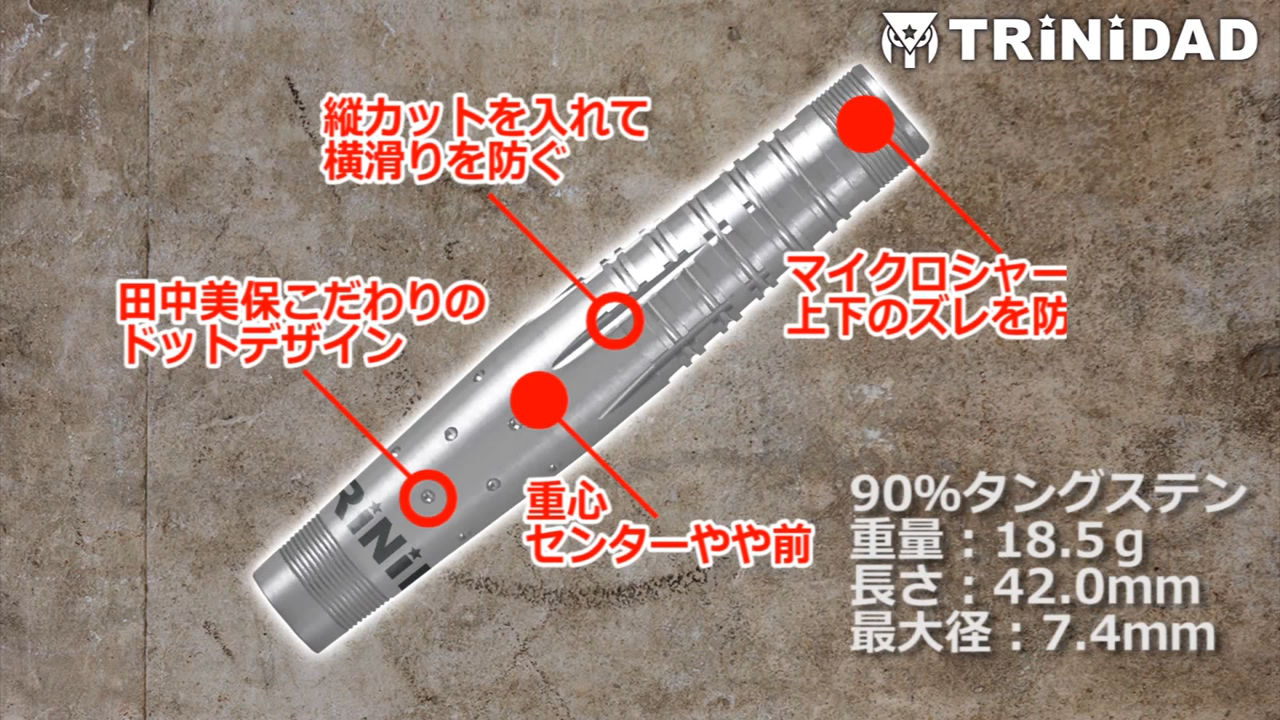 TRiNiDAD
縦カットを入れて
横滑りを防ぐ
マイクロシャー
上下のズレを防
田中美保こだわりの
ドットデザイン
重心
センターやや前
90%タングステン
重量：18.5g
長さ：42.0mm
最大径：7.4mm
RiNi